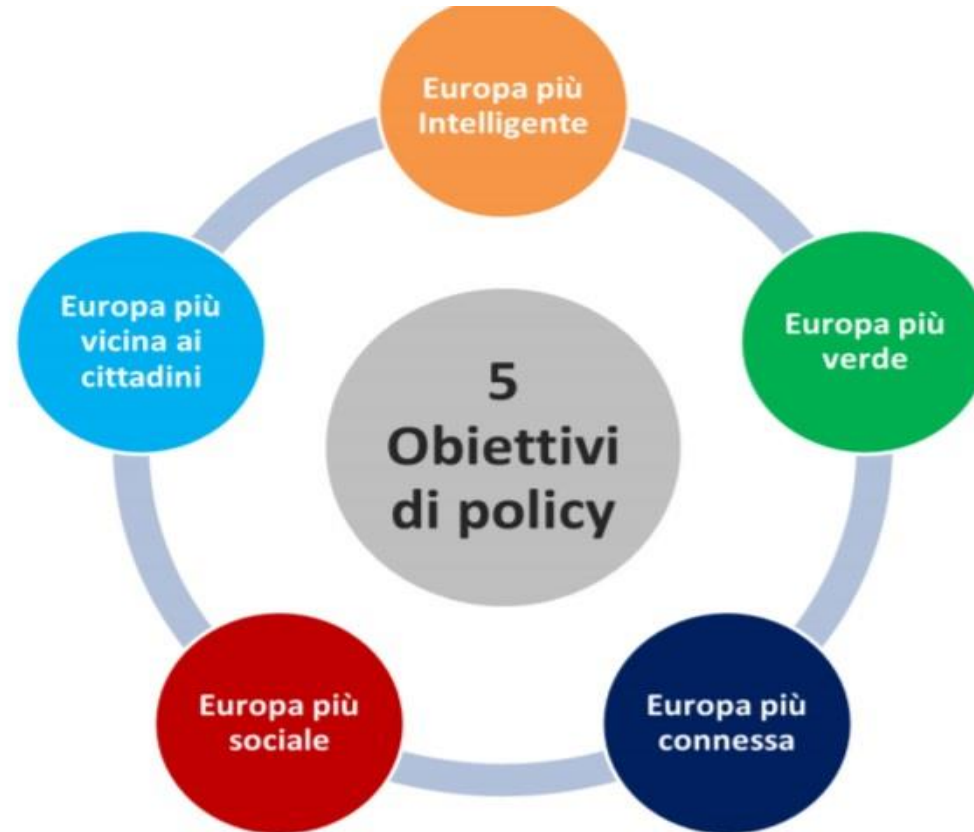 Europa più
Intelligente
Europa più
verde
Europa più
connessa
Europa più
sociale
Europa più
vicina ai
cittadini
5
Obiettivi
di policy